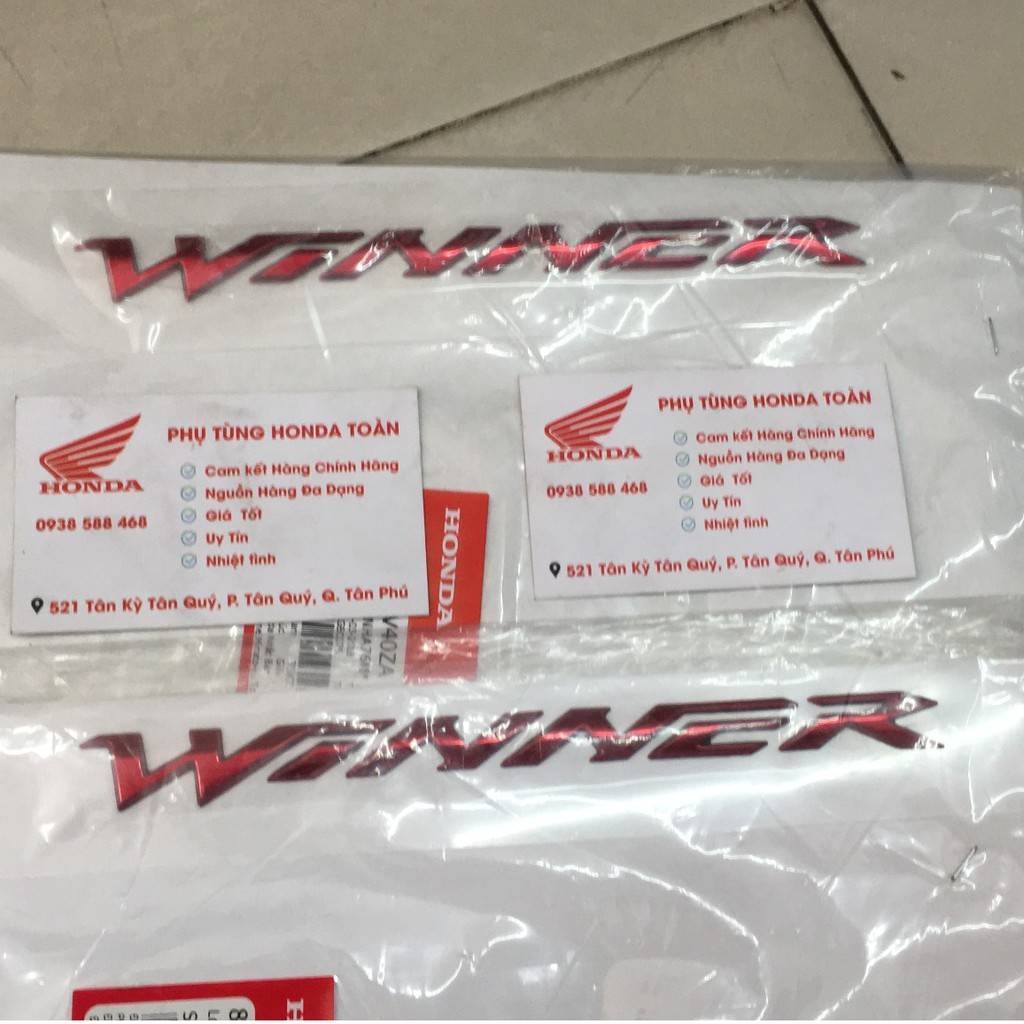 WINNER
HONDA
0938 588 468
PHỤ TÙNG HONDA TOÀN
Cam kết Hàng Chính Hãng
Nguồn Hàng Đa Dạng
Giá Tốt
Uy Tín
Nhiệt tình
521 Tân Kỳ Tân Quý, P. Tân Quý, Q. Tân Phú
HONDA
0938 588 468
PHỤ TÙNG HONDA TOÀN
Cam kết Hàng Chính Hãng
Nguồn Hàng Đa Dạng
Giá Tốt
Uy Tín
Nhiệt tình
521 Tân Kỳ Tân Quý, P. Tân Quý, Q. Tân Phú
HONDA
V40ZA
WINNER